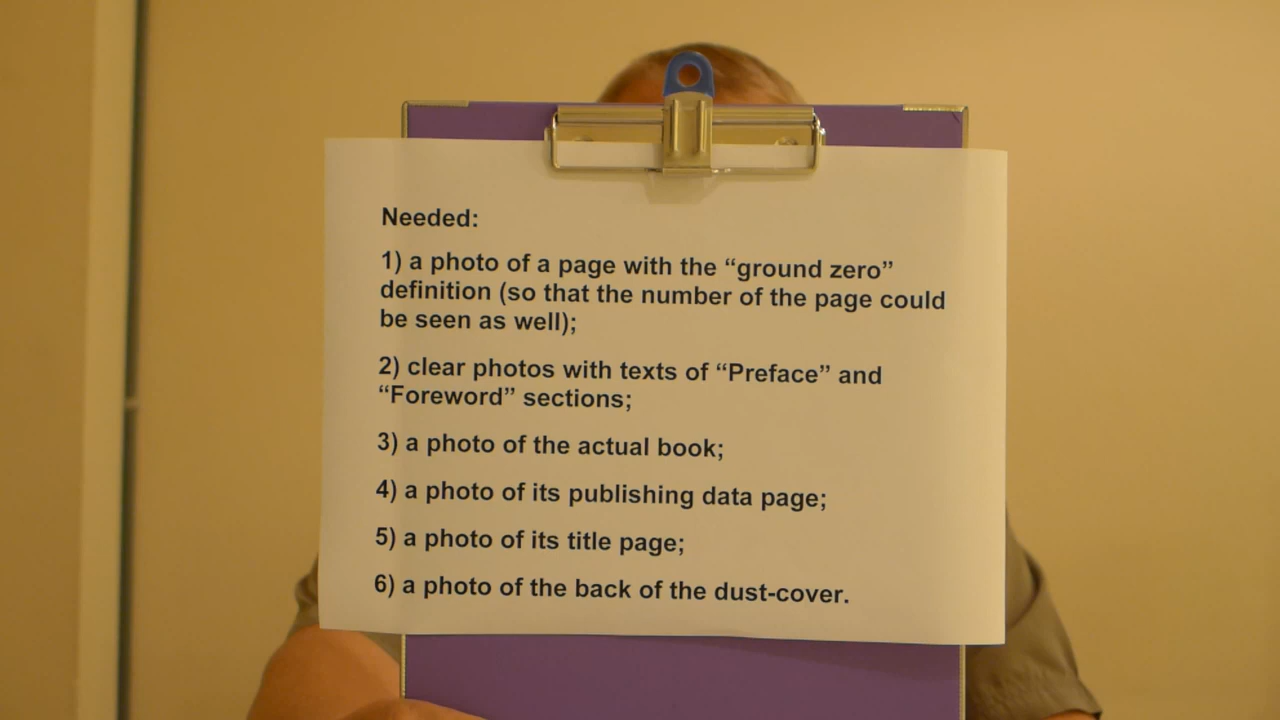 Needed:
1) a photo of a page with the “ground zero”
definition (so that the number of the page could
be seen as well);
2) clear photos with texts of “Preface” and
“Foreword” sections;
3) a photo of the actual book;
4) a photo of its publishing data page;
5) a photo of its title page;
6) a photo of the back of the dust-cover.